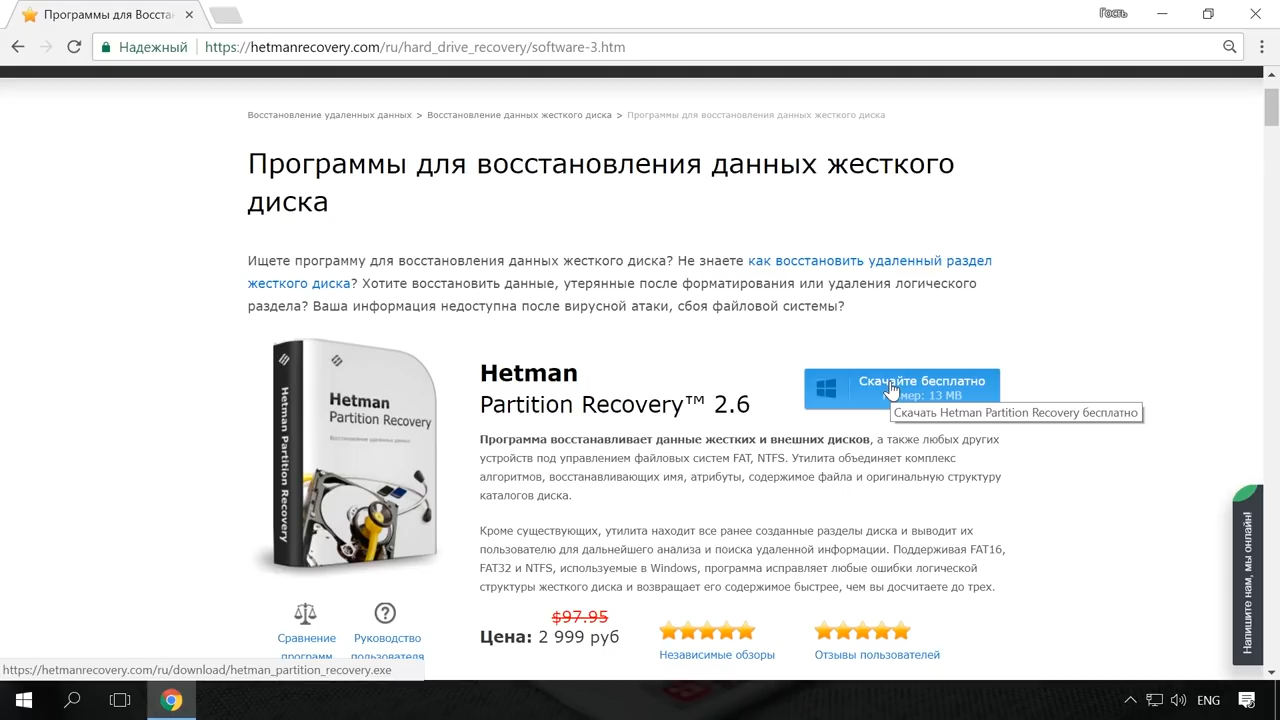 Программы для Восста
Гость
Надежный
https://hetmanrecovery.com/ru/hard_drive_recovery/software-3.htm
Восстановление удаленных данных > Восстановление данных жесткого диска > Программы для восстановления данных жесткого диска
Программы для восстановления данных жесткого
диска
Ищете программу для восстановления данных жесткого диска? Не знаете как восстановить удаленный раздел
жесткого диска? Хотите восстановить данные, утерянные после форматирования или удаления логического
раздела? Ваша информация недоступна после вирусной атаки, сбоя файловой системы?
Hetman
Partition Recovery
Восстановление удаленных данных
Hetman Partition Recovery
Hetman
Partition Recovery™ 2.6
Скачайте бесплатно
мер: 13 MB
Скачать Hetman Partition Recovery бесплатно
Программа восстанавливает данные жестких и внешних дисков, а также любых других
устройств под управлением файловых систем FAT, NTFS. Утилита объединяет комплекс
алгоритмов, восстанавливающих имя, атрибуты, содержимое файла и оригинальную структуру
каталогов диска.
Кроме существующих, утилита находит все ранее созданные разделы диска и выводит их
пользователю для дальнейшего анализа и поиска удаленной информации. Поддерживая FAT16,
FAT32 и NTFS, используемые в Windows, программа исправляет любые ошибки логической
структуры жесткого диска и возвращает его содержимое быстрее, чем вы досчитаете до трех.
$97.95
Цена: 2 999 руб
Независимые обзоры
Отзывы пользователей
Сравнение
программ
Руководство
пользователя
Напишите нам, мы онлайн!
https://hetmanrecovery.com/ru/download/hetman_partition_recovery.exe
ENG